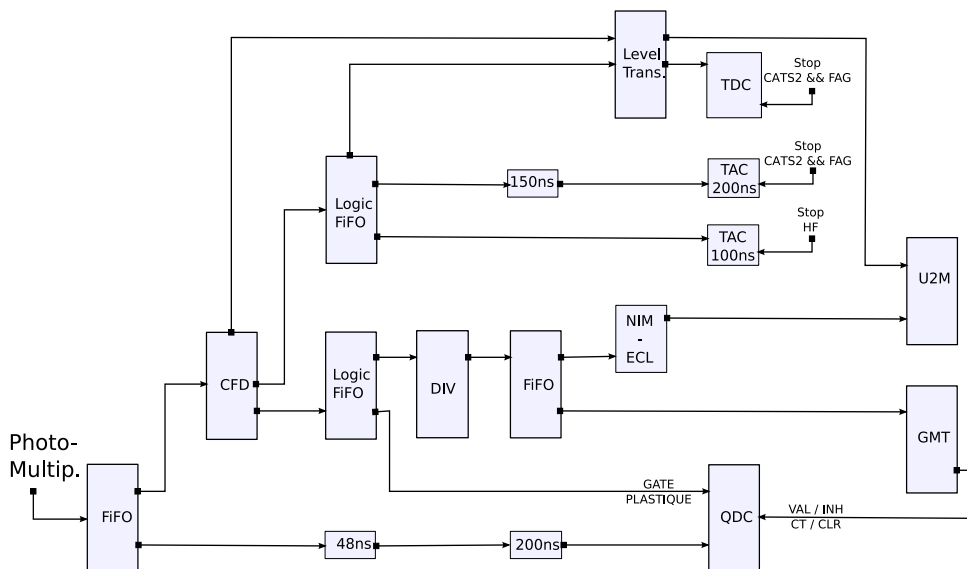 Level
Trans.
TDC
Stop
CATS2 && FAG
Logic
FiFO
150ns
TAC
200ns
Stop
CATS2 && FAG
TAC
100ns
Stop
HF
U2M
CFD
Logic
FiFO
DIV
FiFO
NIM
-
ECL
GMT
Photo-
Multip.
FiFO
48ns
200ns
GATE
PLASTIQUE
QDC
VAL / INH
CT / CLR